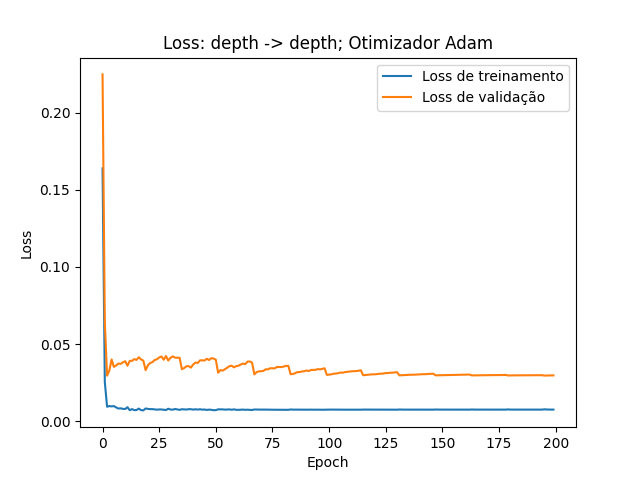 Loss: depth -> depth; Otimizador Adam
Loss de treinamento
Loss de validação
0.20
0.15
0.10
0.05
0.00
Loss
0 25 50 75 100 125 150 175 200
Epoch